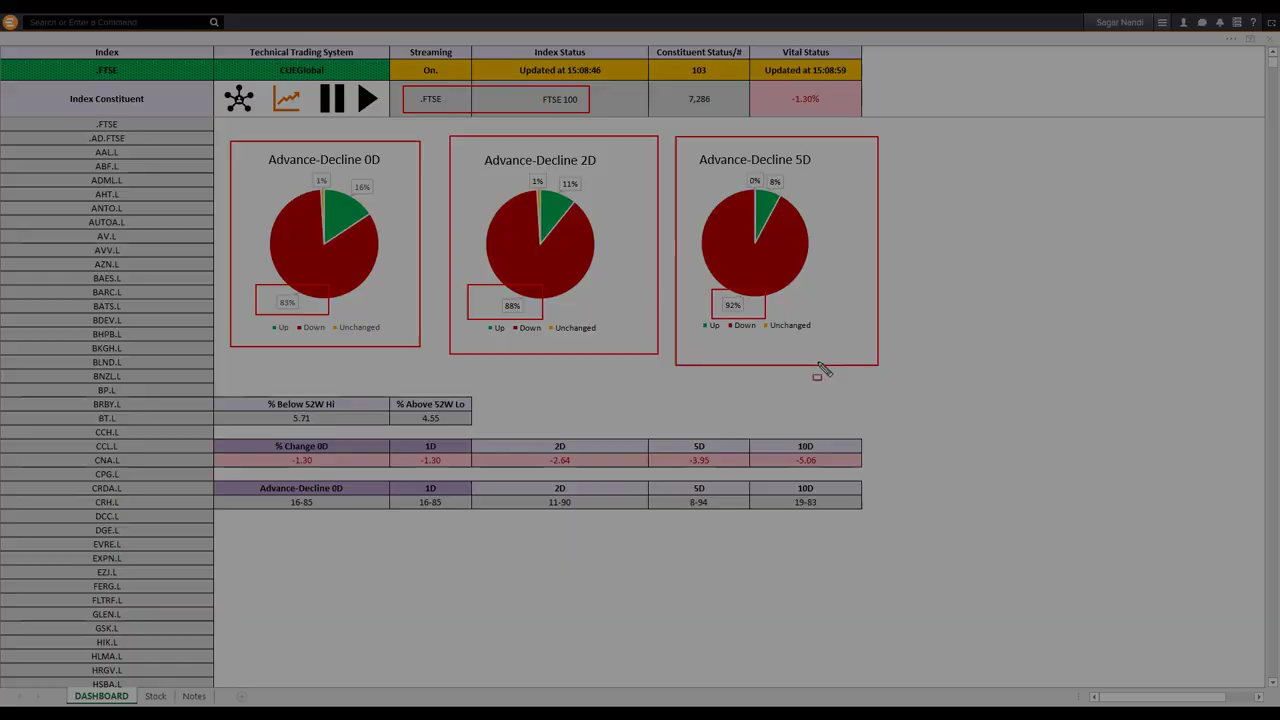 Search or Enter a Command
Sagar Nandi
Index Technical Trading System Streaming Index Status Constituent Status/# Vital Status
.FTSE CUEGlobal On. Updated at 15:08:46 103 Updated at 15:08:59
Index Constituent .FTSE FTSE 100 7,286 -1.30%
.FTSE
.AD.FTSE
AAL.L
ABF.L
ADML.L
AHT.L
ANTO.L
AUTOA.L
AV.L
AVV.L
AZN.L
BAES.L
BARC.L
BATS.L
BDEV.L
BHPB.L
BKGH.L
BLND.L
BNZL.L
BP.L
BRBY.L
BT.L
CCH.L
CCL.L
CNA.L
CPG.L
CRDA.L
CRH.L
DCC.L
DGE.L
EVRE.L
EXPN.L
EZJ.L
FERG.L
FLTRF.L
GLEN.L
GSK.L
HIK.L
HLMA.L
HRGV.L
HSBA.L
Advance-Decline 0D
1% 16%
83%
Up Down Unchanged
Advance-Decline 2D
1% 11%
88%
Up Down Unchanged
Advance-Decline 5D
0% 8%
92%
Up Down Unchanged
% Below 52W Hi % Above 52W Lo
5.71 4.55
% Change 0D 1D 2D 5D 10D
-1.30 -1.30 -2.64 -3.95 -5.06
Advance-Decline 0D 1D 2D 5D 10D
16-85 16-85 11-90 8-94 19-83
DASHBOARD Stock Notes